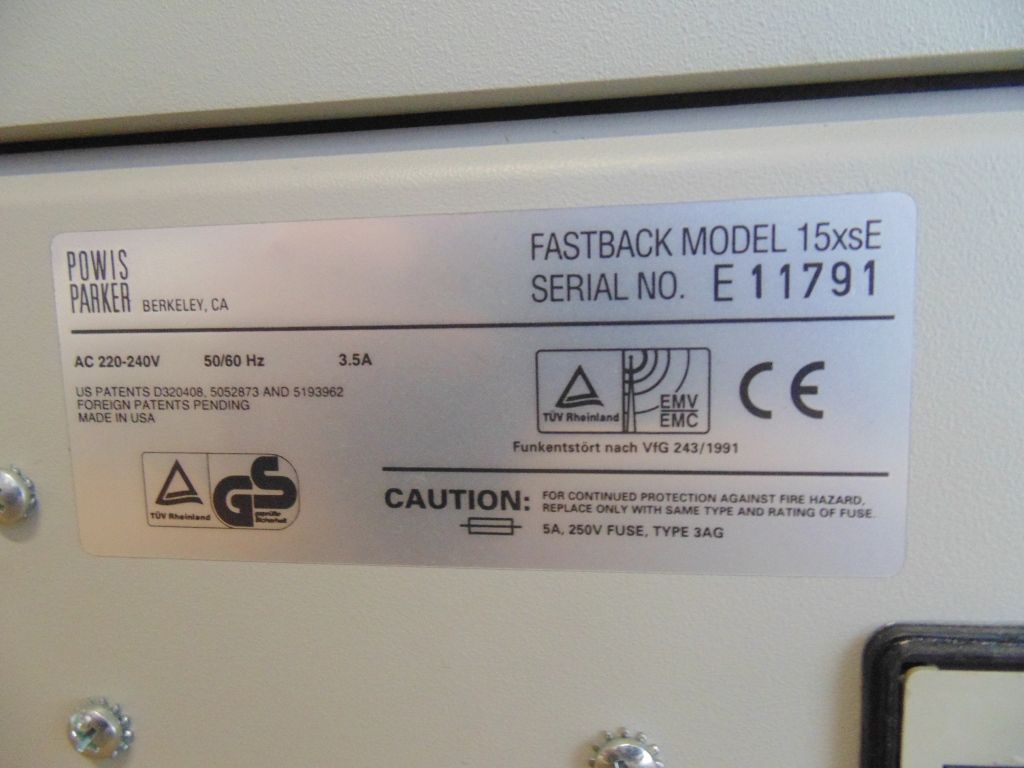 POWIS
PARKER BERKELEY, CA
FASTBACK MODEL 15xsE
SERIAL NO. E 11791
AC 220-240V 50/60 Hz 3.5A
US PATENTS D320408, 5052873 AND 5193962
FOREIGN PATENTS PENDING
MADE IN USA
TÜV Rheinland
EMV
EMC
CE
Funkentstört nach VfG 243/1991
TÜV Rheinland
GS
geprüfte
Sicherheit
CAUTION: FOR CONTINUED PROTECTION AGAINST FIRE HAZARD,
REPLACE ONLY WITH SAME TYPE AND RATING OF FUSE.
5A, 250V FUSE, TYPE 3AG